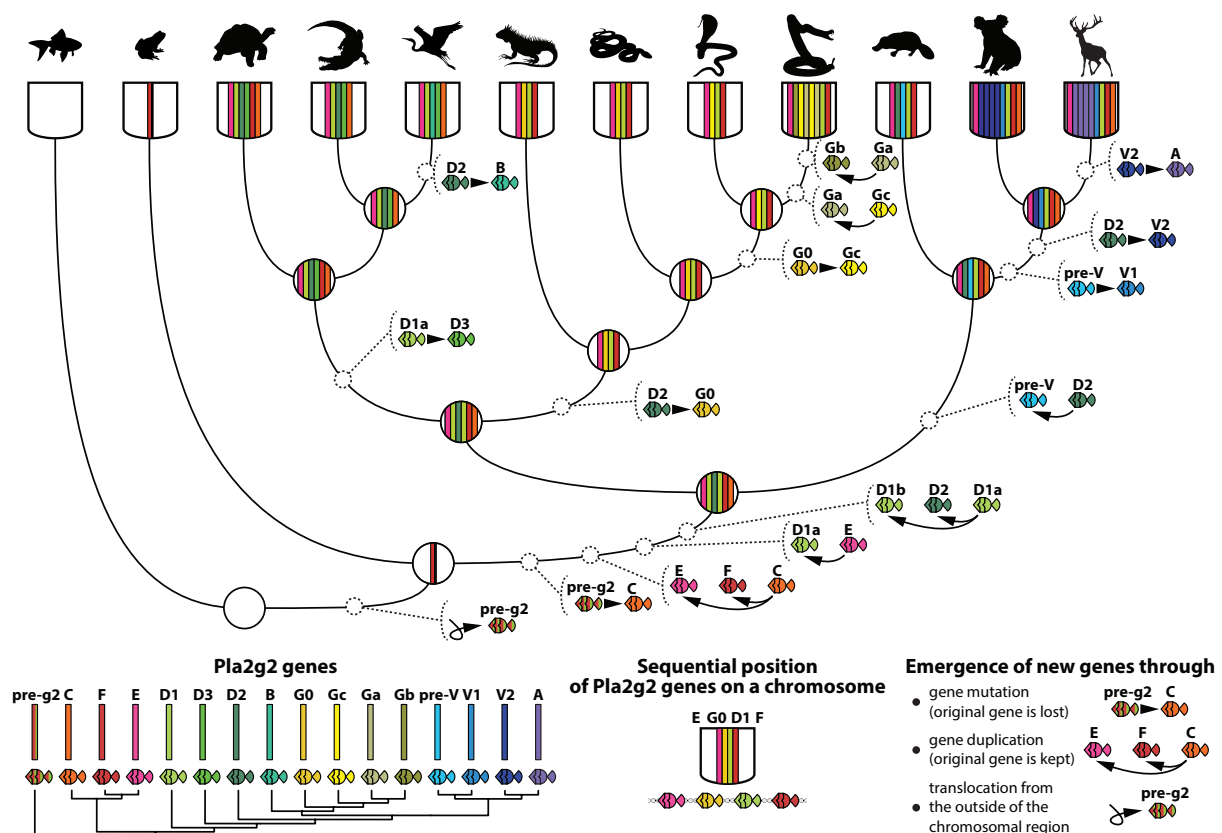 Gb Ga
D2 B
V2 A
Ga Gc
D2 V2
G0 Gc
pre-V V1
D1a D3
pre-V D2
D2 G0
D1b D2 D1a
D1a E
E F C
pre-g2 C
pre-g2
Pla2g2 genes
pre-g2 C F E D1 D3 D2 B G0 Gc Ga Gb pre-V V1 V2 A
Sequential position
of Pla2g2 genes on a chromosome
E G0 D1 F
Emergence of new genes through
• gene mutation
(original gene is lost)
pre-g2 C
• gene duplication
(original gene is kept)
E F C
• translocation from
the outside of the
chromosomal region
pre-g2